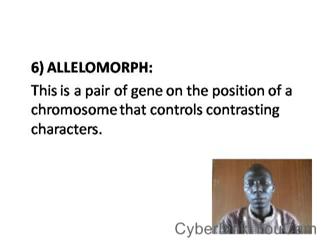 6) ALLELOMORPH:
This is a pair of gene on the position of a
chromosome that controls contrasting
characters.